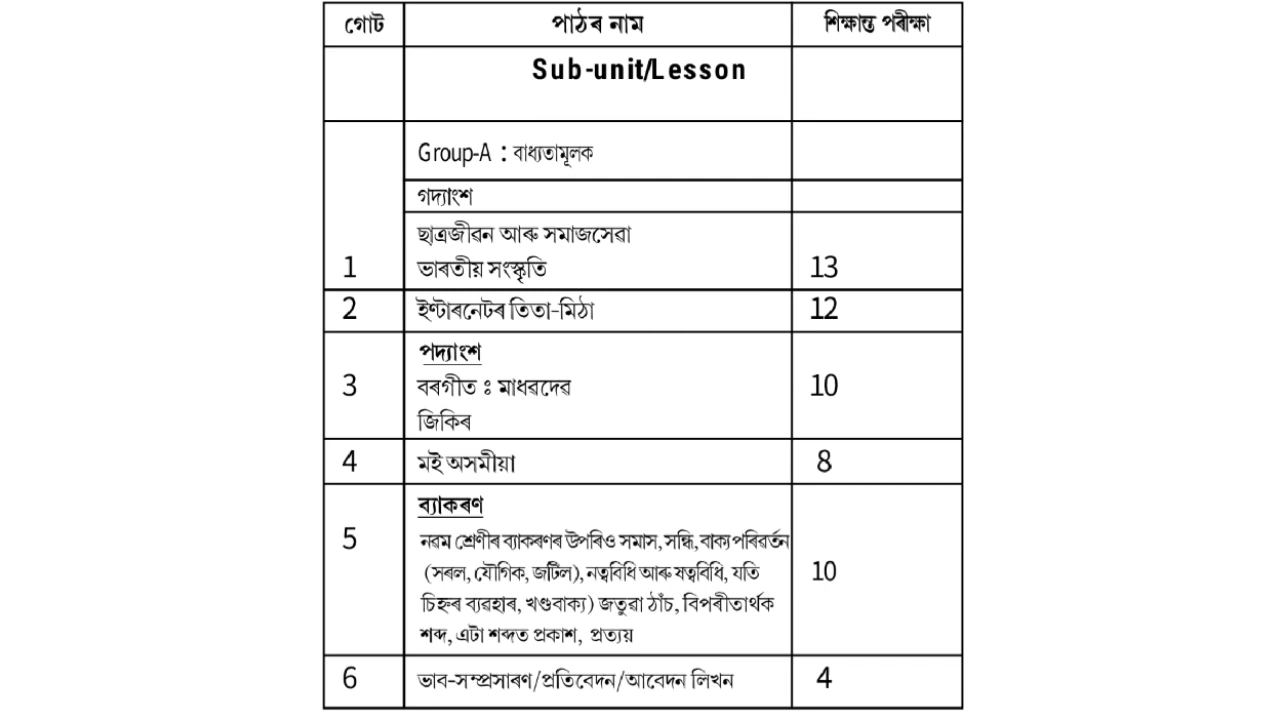 গোট পাঠৰ নাম শিক্ষান্ত পৰীক্ষা
Sub-unit/Lesson
Group-A : বাধ্যতামূলক
গদ্যাংশ
ছাত্ৰজীৱন আৰু সমাজসেৱা
1 ভাৰতীয় সংস্কৃতি 13
2 ইণ্টাৰনেটৰ তিতা-মিঠা 12
পদ্যাংশ
3 বৰগীত ঃ মাধৱদেৱ 10
জিকিৰ
4 মই অসমীয়া 8
ব্যাকৰণ
5 নৱম শ্ৰেণীৰ ব্যাকৰণৰ উপৰিও সমাস, সন্ধি, বাক্য পৰিৱৰ্তন
(সৰল, যৌগিক, জটিল), নত্ববিধি আৰু ষত্ববিধি, যতি 10
চিহ্নৰ ব্যৱহাৰ, খণ্ডবাক্য) জতুৱা ঠাঁচ, বিপৰীতাৰ্থক
শব্দ, এটা শব্দত প্ৰকাশ, প্ৰত্যয়
6 ভাব-সম্প্ৰসাৰণ/প্ৰতিবেদন/আবেদন লিখন 4